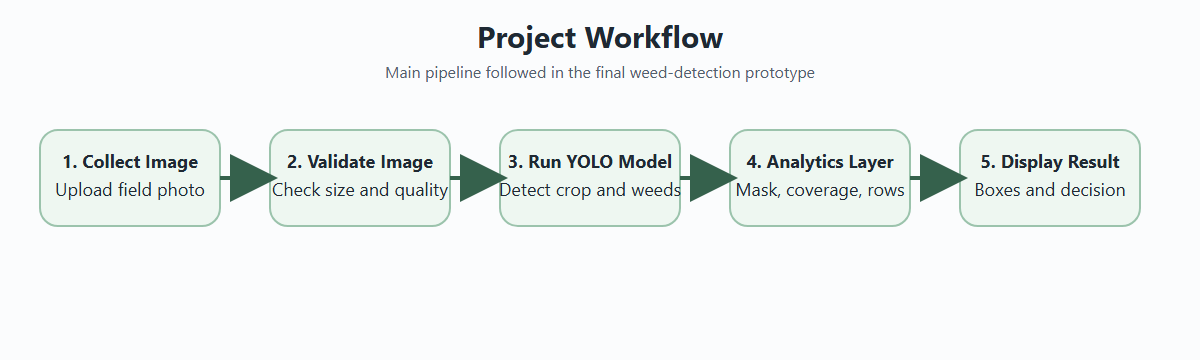 Project Workflow
Main pipeline followed in the final weed-detection prototype
1. Collect Image
Upload field photo
2. Validate Image
Check size and quality
3. Run YOLO Model
Detect crop and weeds
4. Analytics Layer
Mask, coverage, rows
5. Display Result
Boxes and decision